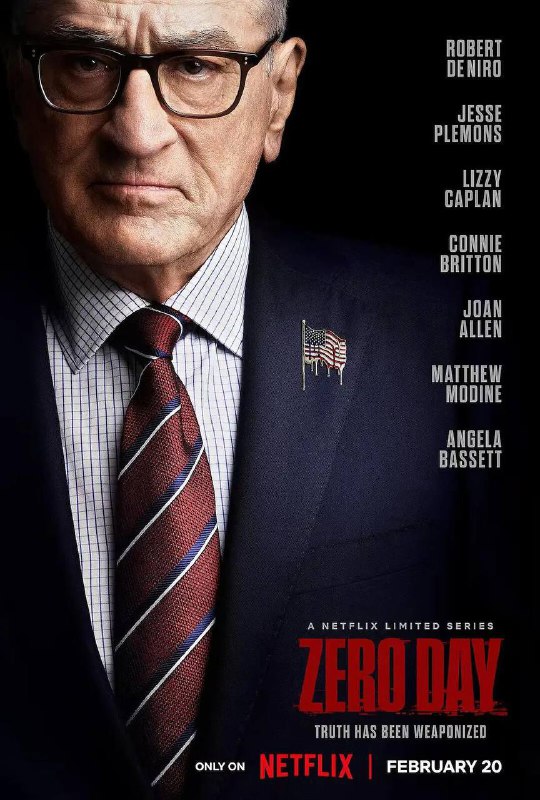 ROBERT
DENIRO
JESSE
PLEMONS
LIZZY
CAPLAN
CONNIE
BRITTON
JOAN
ALLEN
MATTHEW
MODINE
ANGELA
BASSETT
A NETFLIX LIMITED SERIES
ZERO DAY
TRUTH HAS BEEN WEAPONIZED
ONLY ON NETFLIX | FEBRUARY 20